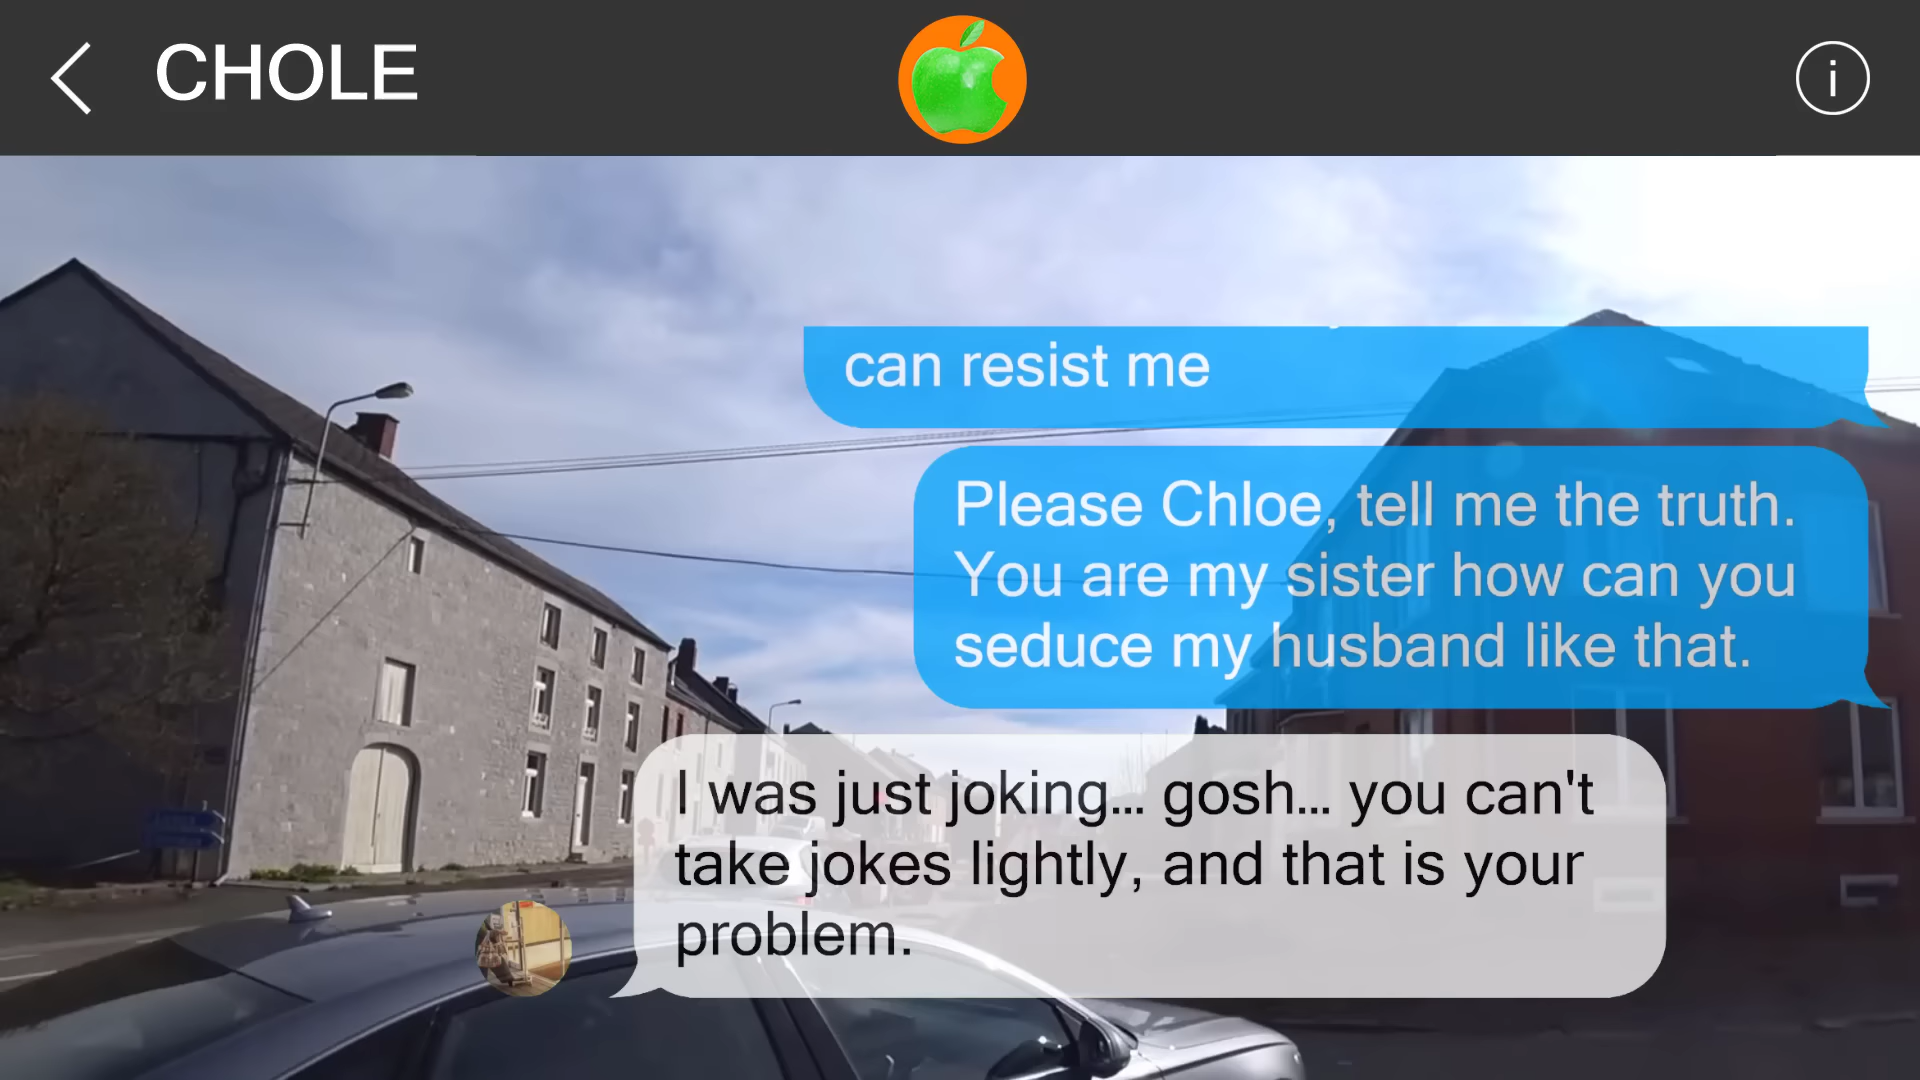 CHOLE
can resist me
Please Chloe, tell me the truth.
You are my sister how can you
seduce my husband like that.
I was just joking... gosh... you can't
take jokes lightly, and that is your
problem.